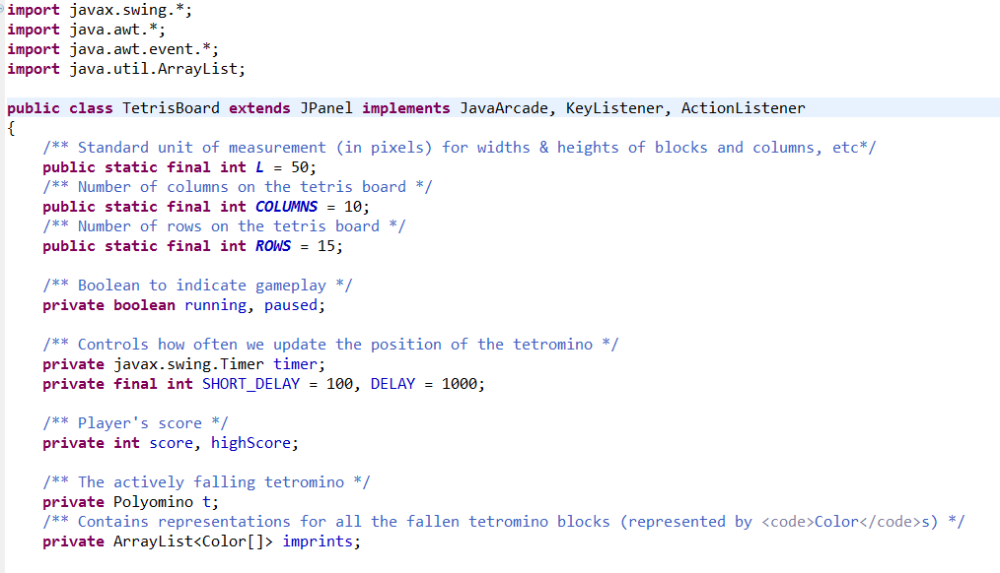 import javax.swing.*;
import java.awt.*;
import java.awt.event.*;
import java.util.ArrayList;
public class TetrisBoard extends JPanel implements JavaArcade, KeyListener, ActionListener
{
/** Standard unit of measurement (in pixels) for widths & heights of blocks and columns, etc*/
public static final int L = 50;
/** Number of columns on the tetris board */
public static final int COLUMNS = 10;
/** Number of rows on the tetris board */
public static final int ROWS = 15;
/** Boolean to indicate gameplay */
private boolean running, paused;
/** Controls how often we update the position of the tetromino */
private javax.swing.Timer timer;
private final int SHORT_DELAY = 100, DELAY = 1000;
/** Player's score */
private int score, highScore;
/** The actively falling tetromino */
private Polyomino t;
/** Contains representations for all the fallen tetromino blocks (represented by <code>Color</code>s) */
private ArrayList<Color[]> imprints;